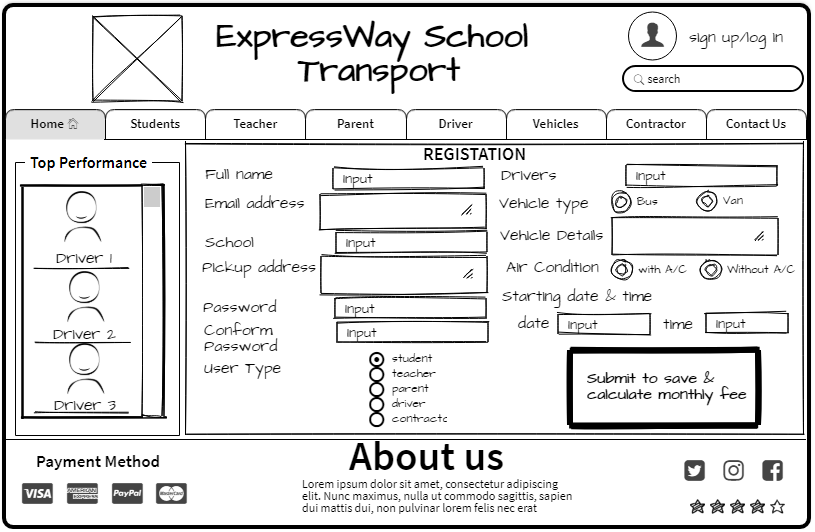 ExpressWay School
Transport
sign up/log in
search
Home
Students
Teacher
Parent
Driver
Vehicles
Contractor
Contact Us
Top Performance
Driver 1
Driver 2
Driver 3
REGISTATION
Full name
Input
Email address
School
Input
Pickup address
Password
Input
Conform
Password
Input
User Type
student
teacher
parent
driver
contractc
Drivers
Input
Vehicle type
Bus
Van
Vehicle Details
Air Condition
with A/C
Without A/C
Starting date & time
date
Input
time
Input
Submit to save &
calculate monthly fee
Payment Method
VISA
AMERICAN
EXPRESS
PayPal
MasterCard
About us
Lorem ipsum dolor sit amet, consectetur adipiscing
elit. Nunc maximus, nulla ut commodo sagittis, sapien
dui mattis dui, non pulvinar lorem felis nec erat